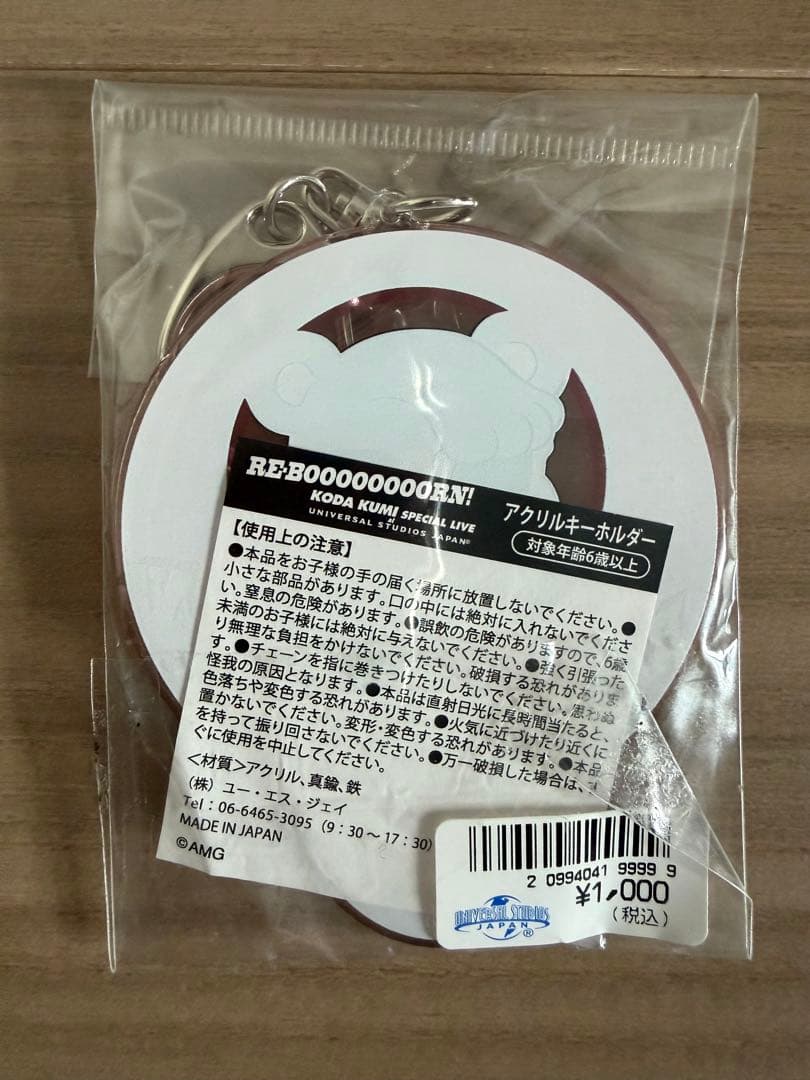 RE-BOOOOOOOORN!
KODA KUMI SPECIAL LIVE
at
UNIVERSAL STUDIOS JAPAN®
アクリルキーホルダー
対象年齢6歳以上
【使用上の注意】
●本品をお子様の手の届く場所に放置しないでください。●
小さな部品があります。口の中には絶対に入れないでくださ
い。窒息の危険があります。●誤飲の危険がありますので、6歳
未満のお子様には絶対に与えないでください。●強く引張った
り無理な負担をかけないでください。破損する恐れがありま
す。●チェーンを指に巻きつけたりしないでください。思わぬ
怪我の原因となります。●本品は直射日光に長時間当たると、
色落ちや変色する恐れがあります。●火気に近づけたり近くに
置かないでください。変形・変色する恐れがあります。●本品
を持って振り回さないでください。●万一破損した場合は、す
ぐに使用を中止してください。
<材質>アクリル、真鍮、鉄
(株) ユー・エス・ジェイ
Tel : 06-6465-3095 (9:30～17:30)
MADE IN JAPAN
©AMG
2 0994041 9999 9
¥1,000
(税込)
UNIVERSAL STUDIOS
JAPAN®